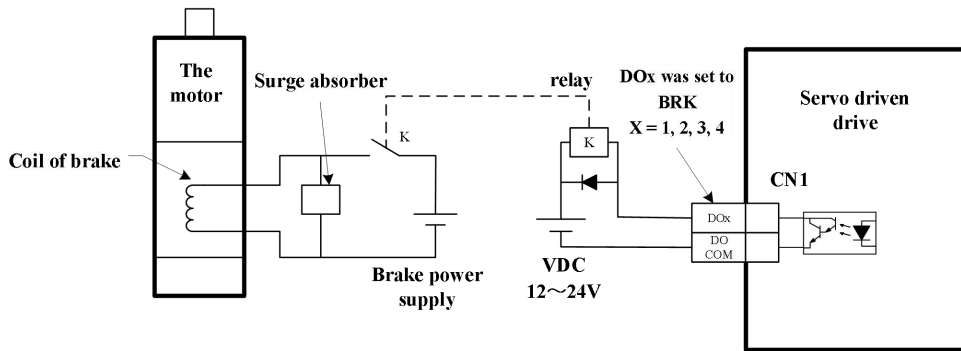 The
motor
Surge absorber
relay
DOx was set to
BRK
X = 1, 2, 3, 4
Servo driven
drive
K
K
Coil of brake
CN1
DOx
DO
COM
Brake power
supply
VDC
12～24V